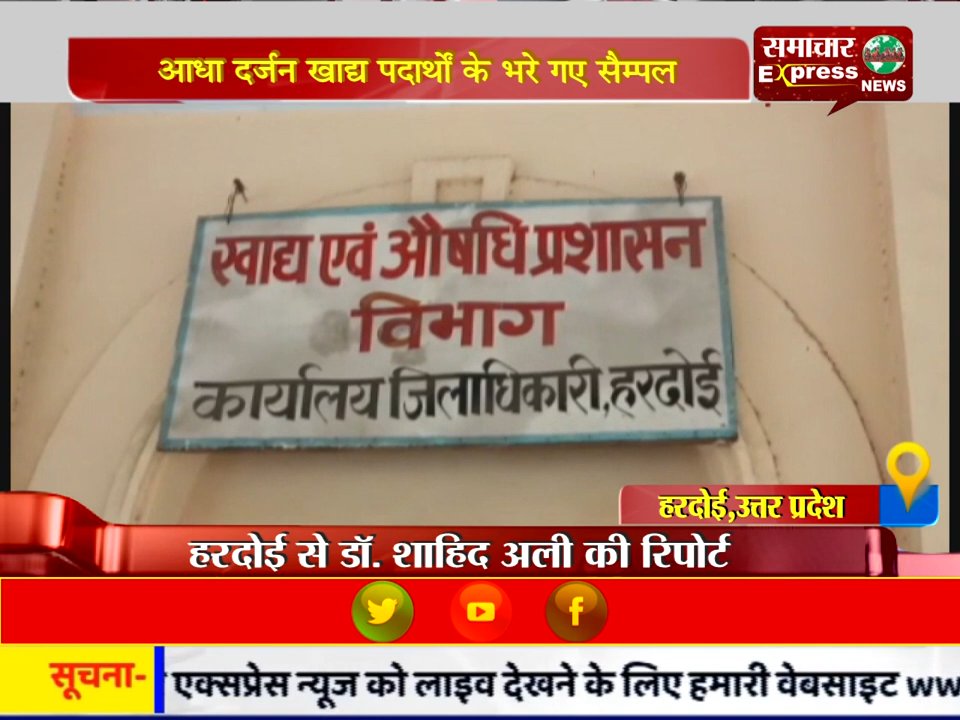 आधा दर्जन खाद्य पदार्थों के भरे गए सैम्पल
समाचार
Express
NEWS
खाद्य एवं औषधि प्रशासन
विभाग
कार्यालय जिलाधिकारी, हरदोई
हरदोई,उत्तर प्रदेश
हरदोई से डॉ. शाहिद अली की रिपोर्ट
सूचना- एक्सप्रेस न्यूज को लाइव देखने के लिए हमारी वेबसाइट